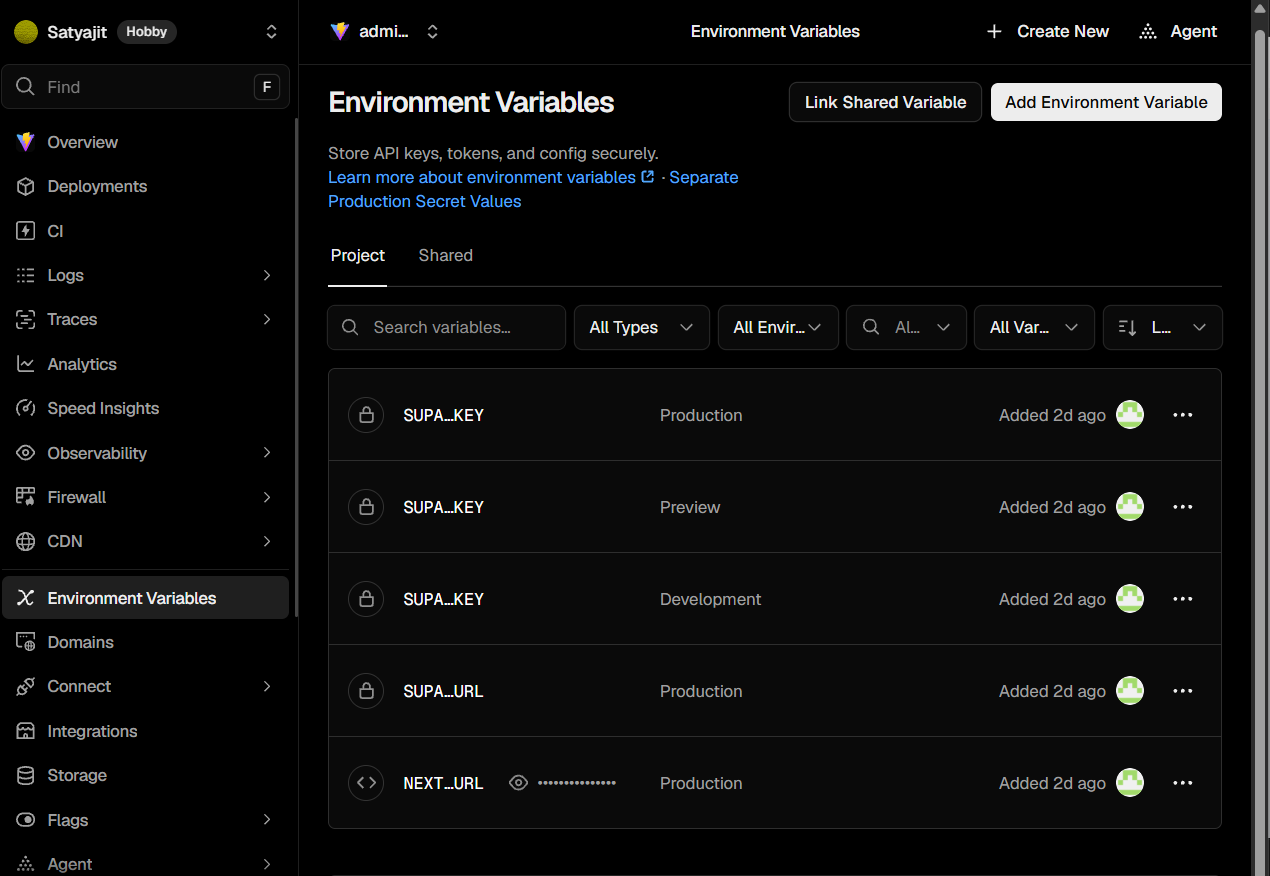 Satyajit Hobby
Find F
Overview
Deployments
CI
Logs
Traces
Analytics
Speed Insights
Observability
Firewall
CDN
Environment Variables
Domains
Connect
Integrations
Storage
Flags
Agent
admi...
Environment Variables
Create New
Agent
Environment Variables
Link Shared Variable
Add Environment Variable
Store API keys, tokens, and config securely.
Learn more about environment variables · Separate
Production Secret Values
Project Shared
Search variables... All Types All Envir... Al... All Var... L...
SUPA...KEY Production Added 2d ago
SUPA...KEY Preview Added 2d ago
SUPA...KEY Development Added 2d ago
SUPA...URL Production Added 2d ago
NEXT...URL •••••••••••••• Production Added 2d ago